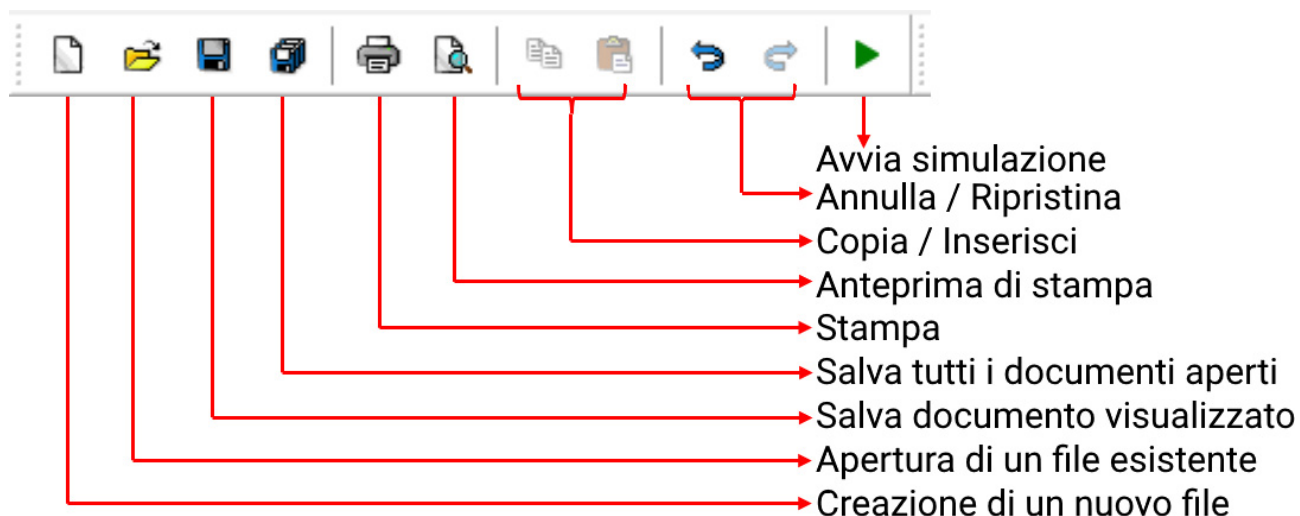 Avvia simulazione
Annulla / Ripristina
Copia / Inserisci
Anteprima di stampa
Stampa
Salva tutti i documenti aperti
Salva documento visualizzato
Apertura di un file esistente
Creazione di un nuovo file